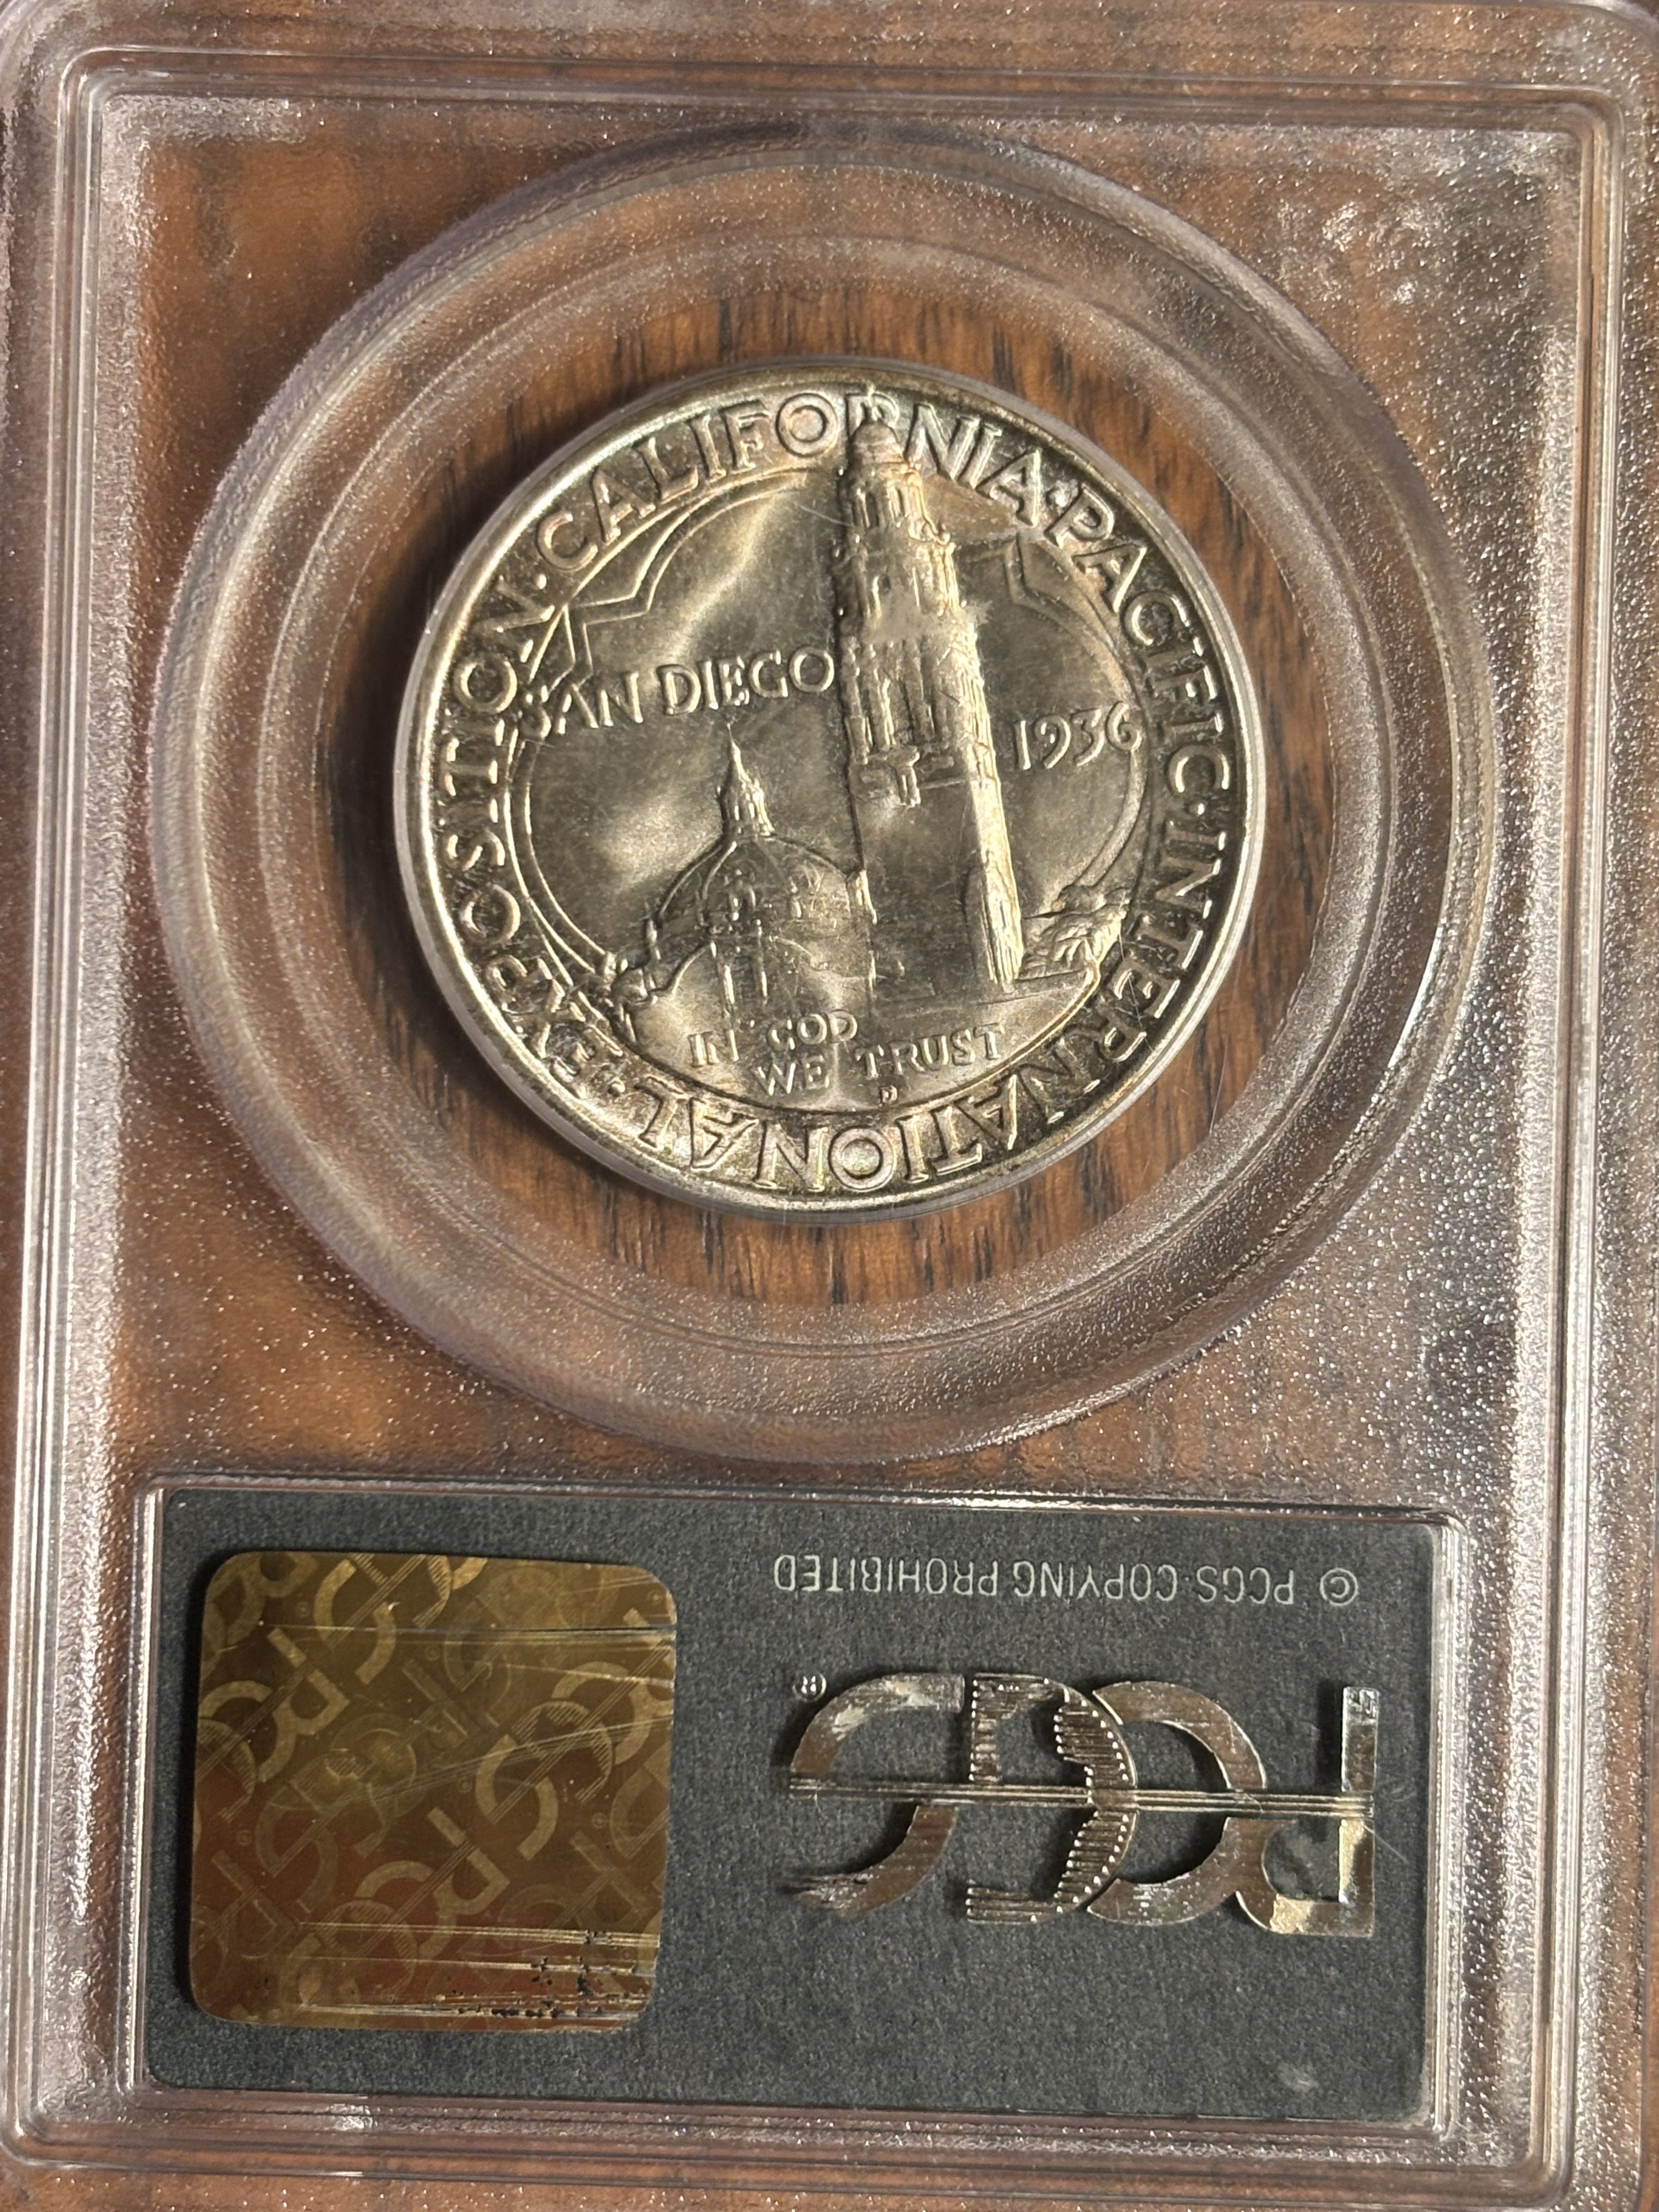 CALIFORNIA·PACIFIC·INTERNATIONAL·EXPOSITION·
SAN DIEGO
1936
IN GOD
WE TRUST
D
© PCGS·COPYING PROHIBITED
PCGS®